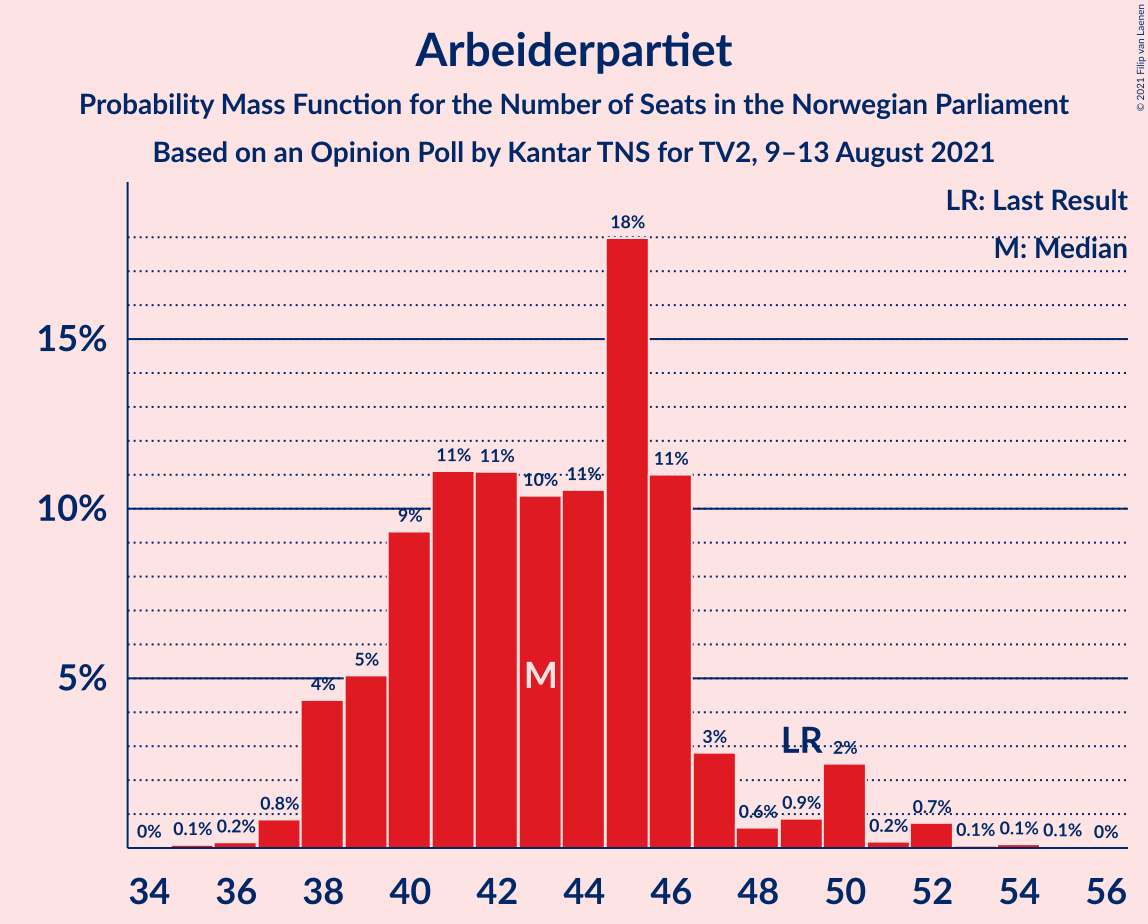 Arbeiderpartiet
Probability Mass Function for the Number of Seats in the Norwegian Parliament
Based on an Opinion Poll by Kantar TNS for TV2, 9–13 August 2021
© 2021 Filip van Laenen
LR: Last Result
M: Median
15%
10%
5%
0% 0.1% 0.2% 0.8% 4% 5% 9% 11% 11% 10% 11% 18% 11% 3% 0.6% 0.9% 2% 0.2% 0.7% 0.1% 0.1% 0.1% 0%
M
LR
34 36 38 40 42 44 46 48 50 52 54 56